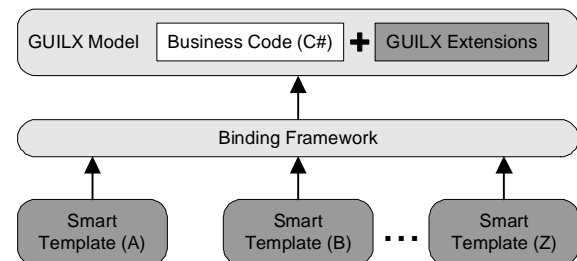 GUILX Model Business Code (C#) + GUILX Extensions
Binding Framework
Smart
Template (A)
Smart
Template (B)
...
Smart
Template (Z)